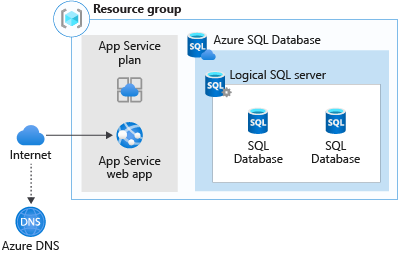 Resource group
App Service
plan
Azure SQL Database
SQL
Logical SQL server
SQL
Internet
App Service
web app
SQL
SQL
Database
SQL
SQL
Database
DNS
Azure DNS